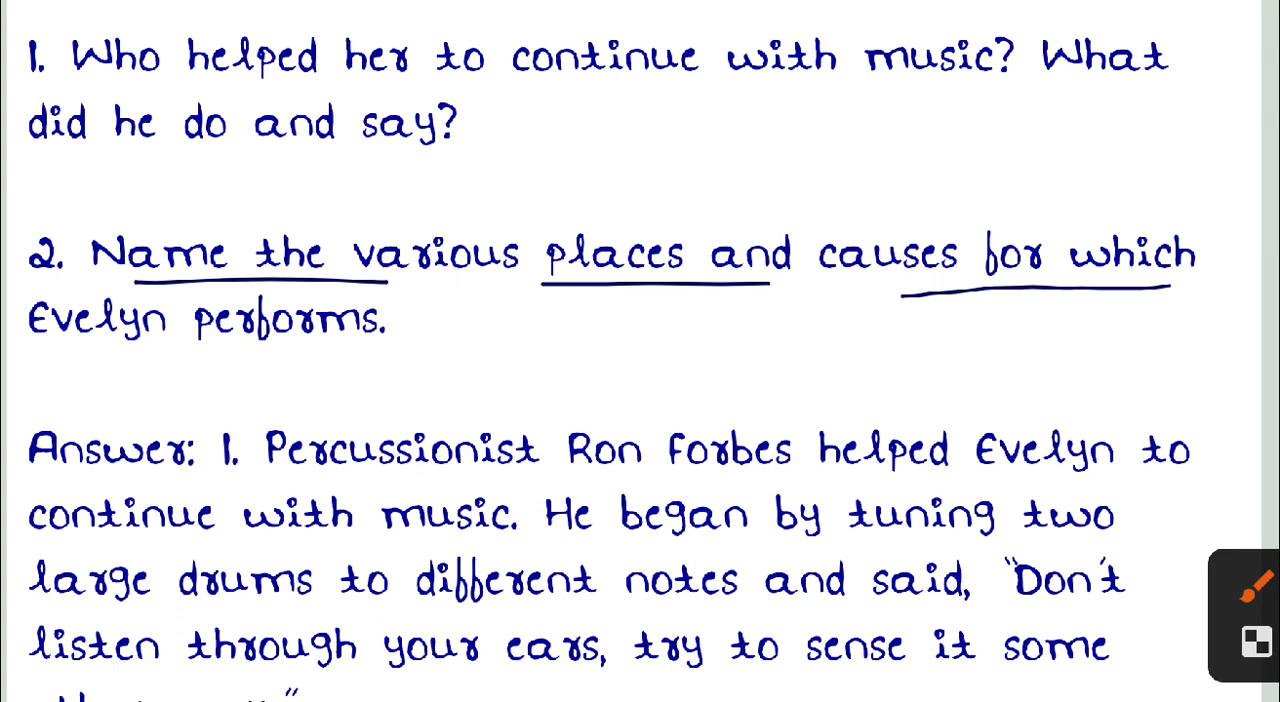 1. Who helped her to continue with music? What
did he do and say?
2. Name the various places and causes for which
Evelyn performs.
Answer: 1. Percussionist Ron Forbes helped Evelyn to
continue with music. He began by tuning two
large drums to different notes and said, "Don't
listen through your ears, try to sense it some